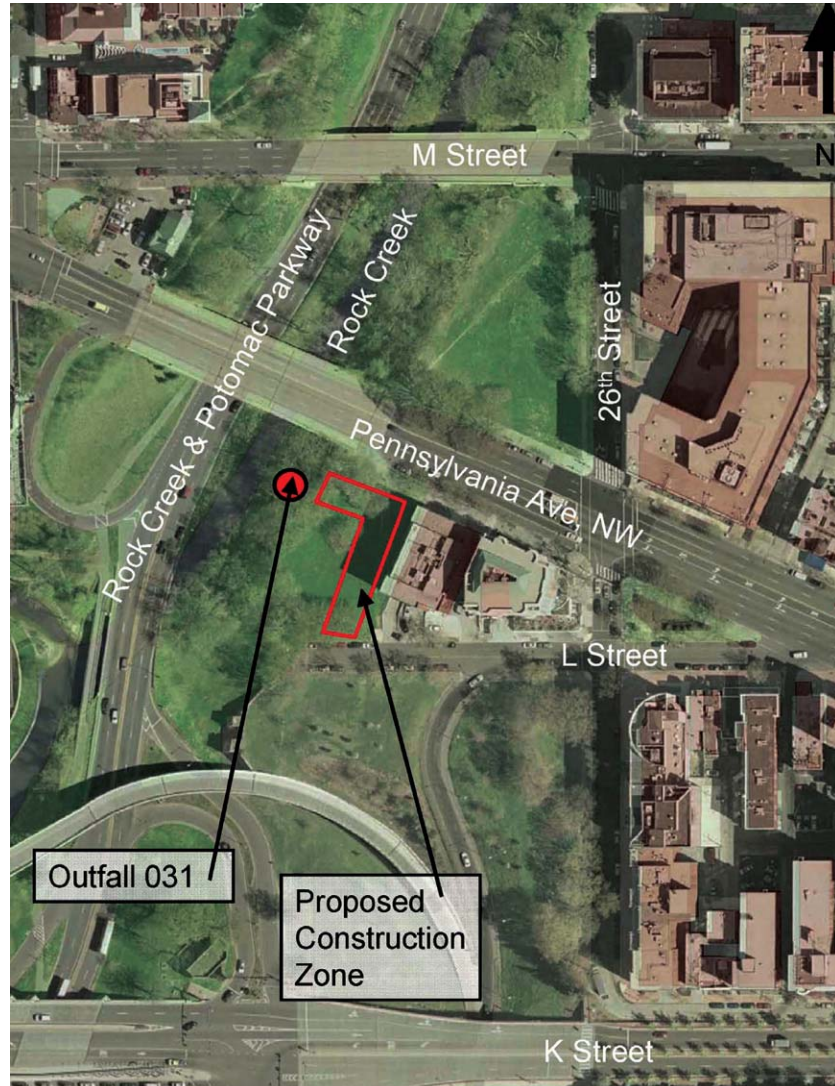 M Street
N
Rock Creek & Potomac Parkway
Rock Creek
26th Street
Pennsylvania Ave, NW
L Street
Outfall 031
Proposed
Construction
Zone
K Street